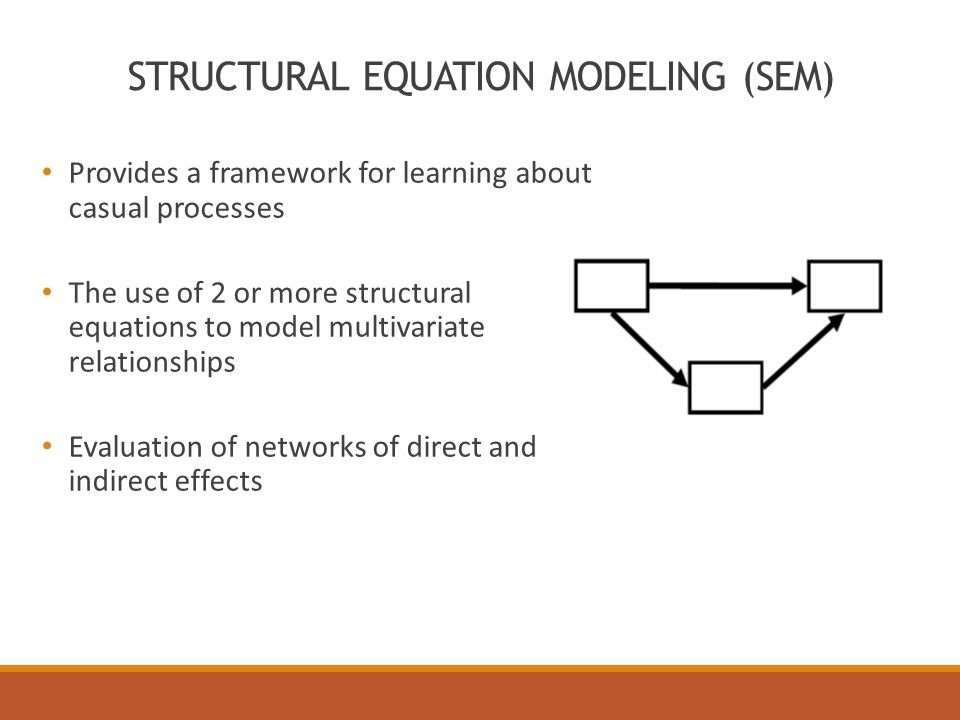 STRUCTURAL EQUATION MODELING (SEM)
• Provides a framework for learning about
casual processes
• The use of 2 or more structural
equations to model multivariate
relationships
• Evaluation of networks of direct and
indirect effects